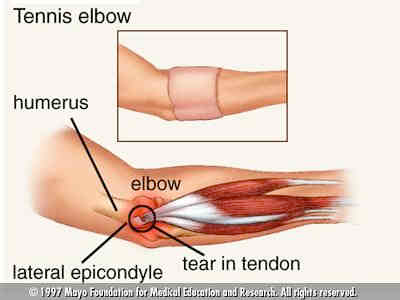 Tennis elbow
humerus
elbow
lateral epicondyle
tear in tendon
© 1997 Mayo Foundation for Medical Education and Research. All rights reserved.